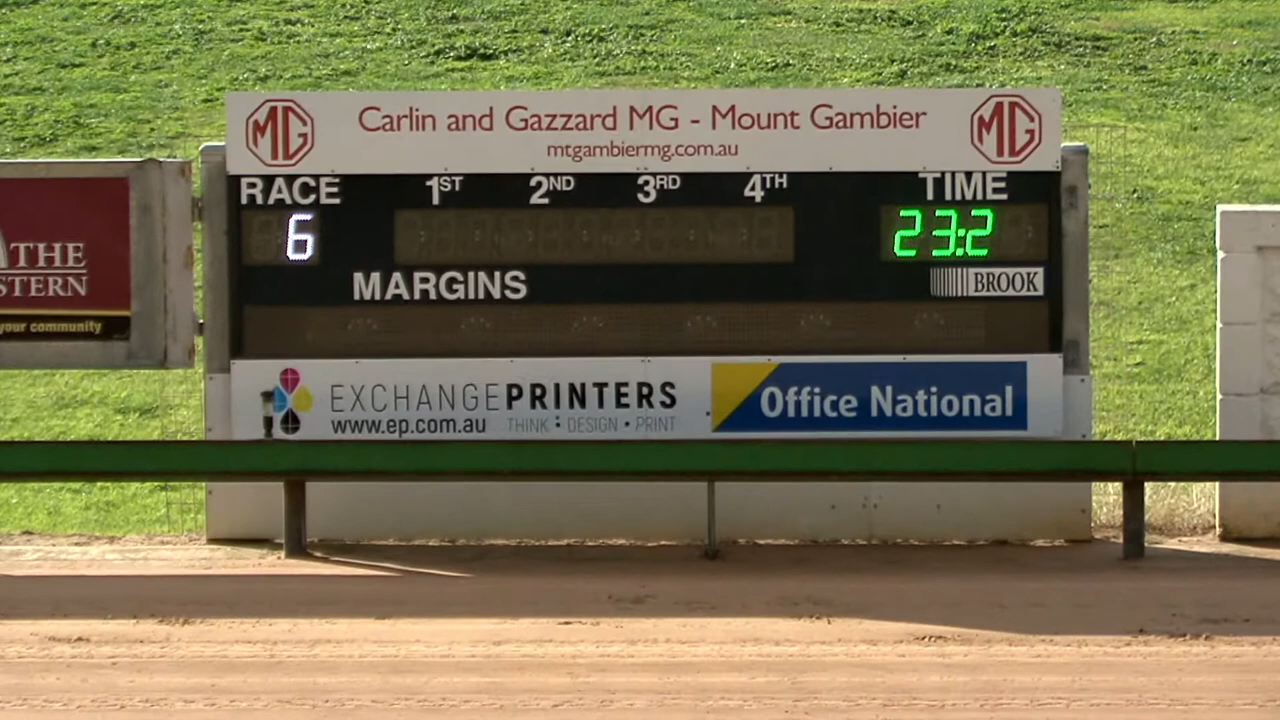 MG Carlin and Gazzard MG - Mount Gambier MG
mtgambiermg.com.au
RACE 1ST 2ND 3RD 4TH TIME
6 23:2
MARGINS BROOK
THE
STERN
your community
EXCHANGEPRINTERS
www.ep.com.au THINK : DESIGN • PRINT
Office National